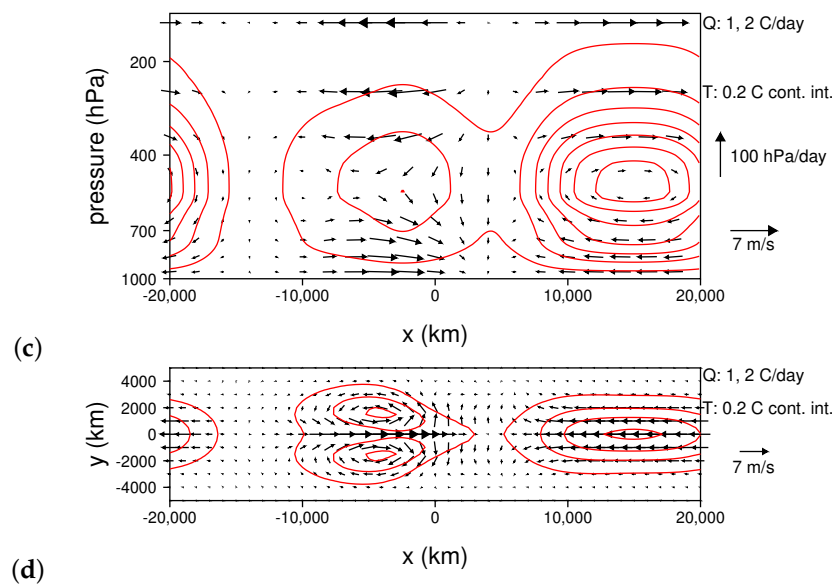 Q: 1, 2 C/day
200
T: 0.2 C cont. int.
pressure (hPa)
400
100 hPa/day
700
7 m/s
1000
-20,000 -10,000 0 10,000 20,000
x (km)
(c)
Q: 1, 2 C/day
4000
T: 0.2 C cont. int.
2000
y (km)
0
-2000
7 m/s
-4000
-20,000 -10,000 0 10,000 20,000
x (km)
(d)